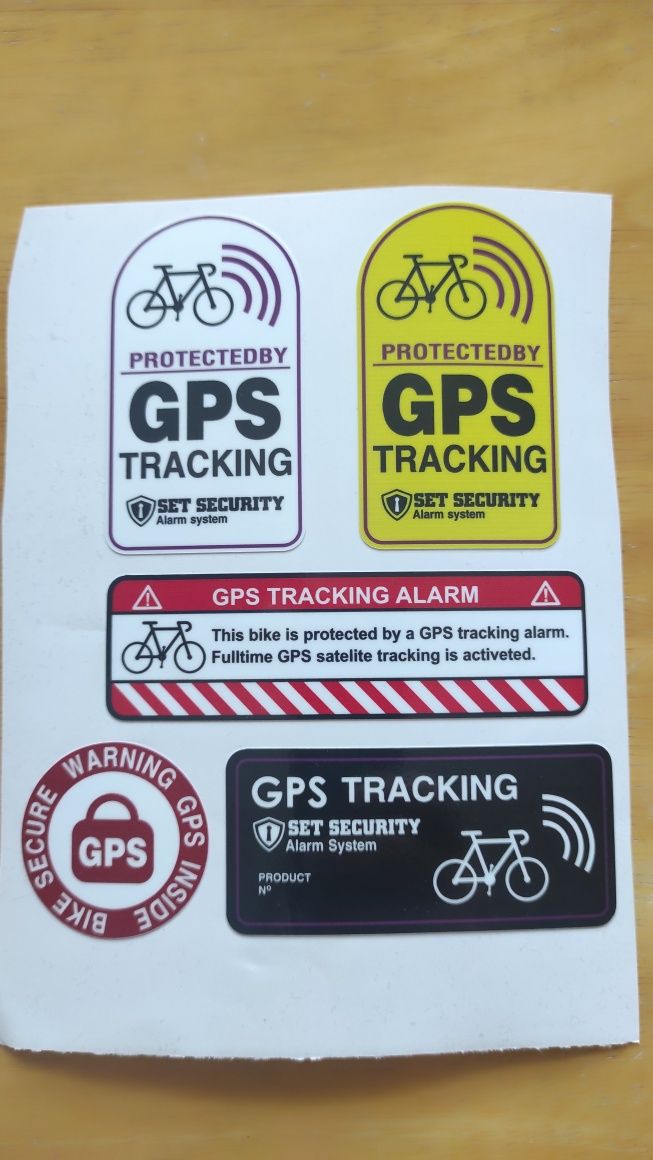 PROTECTEDBY
GPS
TRACKING
SET SECURITY
Alarm system
PROTECTEDBY
GPS
TRACKING
SET SECURITY
Alarm system
GPS TRACKING ALARM
This bike is protected by a GPS tracking alarm.
Fulltime GPS satelite tracking is activeted.
WARNING GPS INSIDE
BIKE SECURE
GPS
GPS TRACKING
SET SECURITY
Alarm System
PRODUCT
Nº